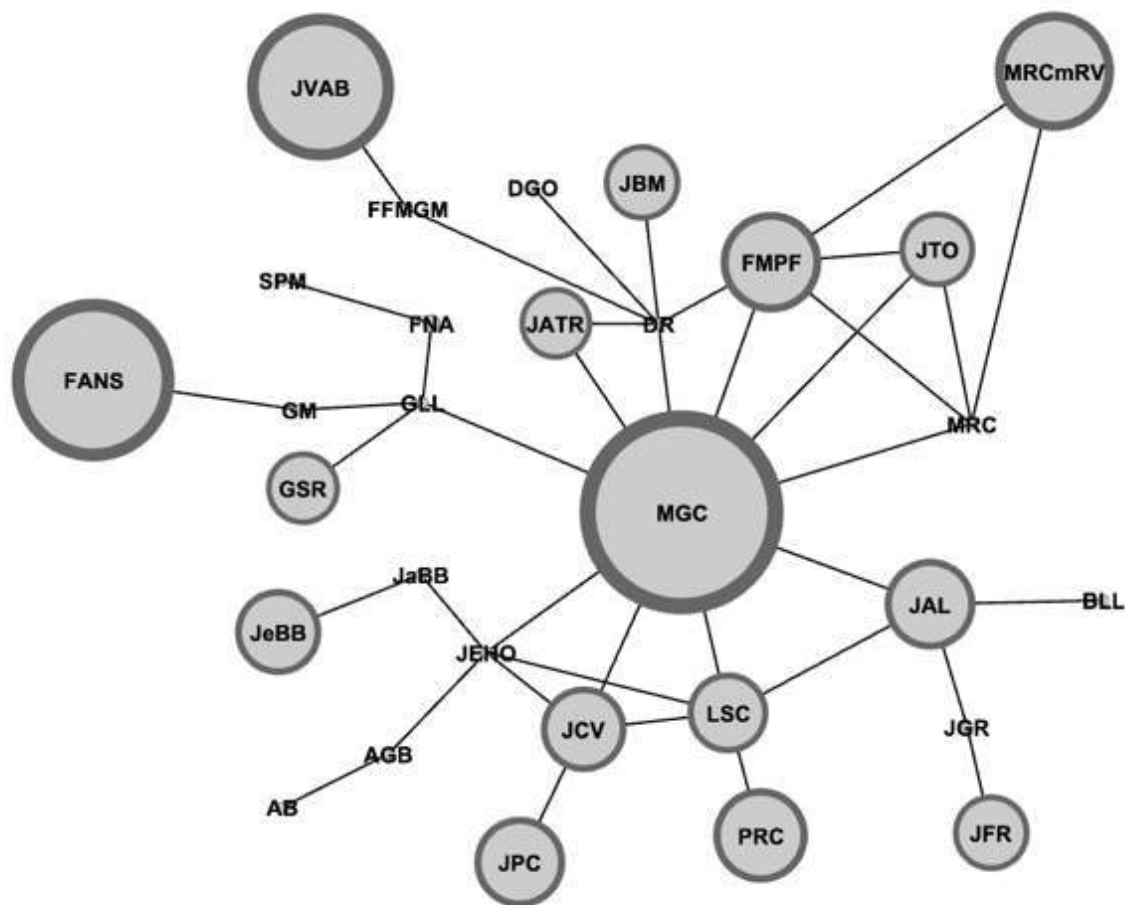 MRCmRV
JVAB
JBM
DGO
FFMGM
JTO
FMPF
SPM
FNA
JATR
DR
FANS
GM
GLL
MRC
GSR
MGC
JaBB
JAL
BLL
JeBB
JEHO
LSC
JCV
JGR
AGB
AB
PRC
JFR
JPC